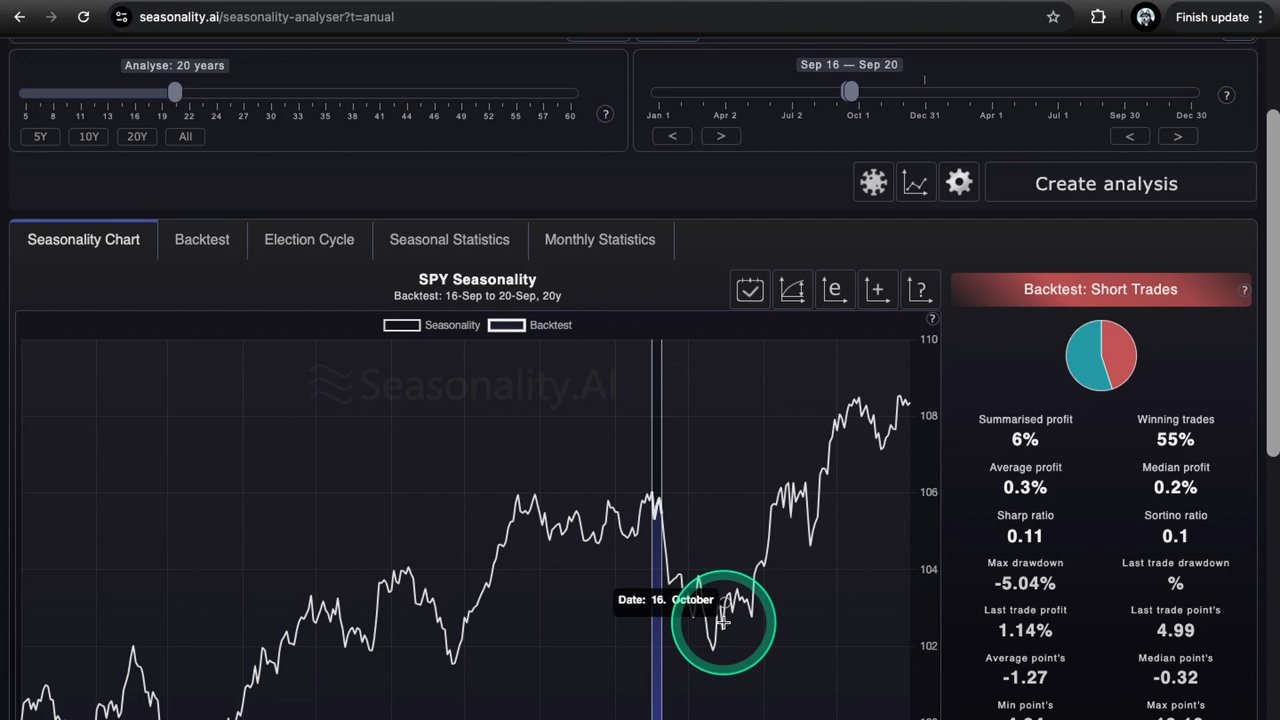 seasonality.ai/seasonality-analyser?t=anual
Finish update
Analyse: 20 years
5 8 11 13 16 19 22 24 27 30 33 35 38 41 43 46 49 52 55 57 60
?
5Y 10Y 20Y All
Sep 16 — Sep 20
Jan 1 Apr 2 Jul 2 Oct 1 Dec 31 Apr 1 Jul 1 Sep 30 Dec 30
?
< > < >
Create analysis
Seasonality Chart Backtest Election Cycle Seasonal Statistics Monthly Statistics
SPY Seasonality
Backtest: 16-Sep to 20-Sep, 20y
e + ?
Seasonality Backtest
?
Seasonality.AI
110
108
106
104
102
Date: 16. October
Backtest: Short Trades
?
Summarised profit Winning trades
6% 55%
Average profit Median profit
0.3% 0.2%
Sharp ratio Sortino ratio
0.11 0.1
Max drawdown Last trade drawdown
-5.04% %
Last trade profit Last trade point's
1.14% 4.99
Average point's Median point's
-1.27 -0.32
Min point's Max point's